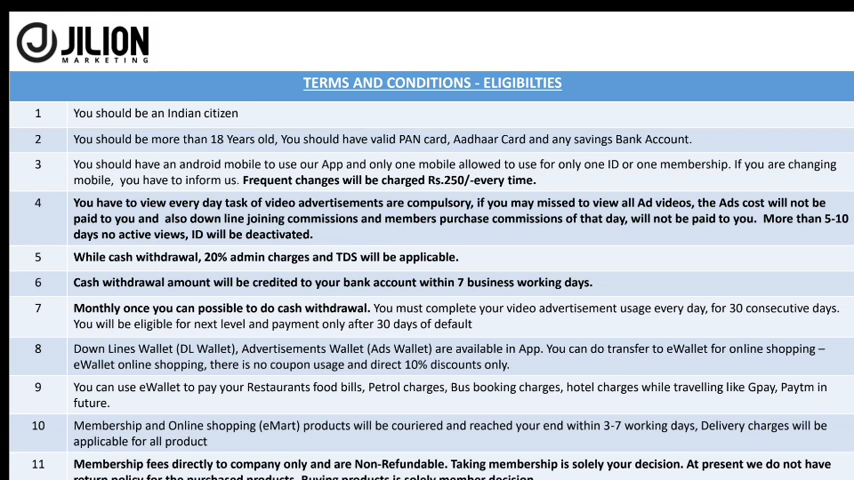 JILION
MARKETING
TERMS AND CONDITIONS - ELIGIBILTIES
1 You should be an Indian citizen
2 You should be more than 18 Years old, You should have valid PAN card, Aadhaar Card and any savings Bank Account.
3 You should have an android mobile to use our App and only one mobile allowed to use for only one ID or one membership. If you are changing
mobile, you have to inform us. Frequent changes will be charged Rs.250/-every time.
4 You have to view every day task of video advertisements are compulsory, if you may missed to view all Ad videos, the Ads cost will not be
paid to you and also down line joining commissions and members purchase commissions of that day, will not be paid to you. More than 5-10
days no active views, ID will be deactivated.
5 While cash withdrawal, 20% admin charges and TDS will be applicable.
6 Cash withdrawal amount will be credited to your bank account within 7 business working days.
7 Monthly once you can possible to do cash withdrawal. You must complete your video advertisement usage every day, for 30 consecutive days.
You will be eligible for next level and payment only after 30 days of default
8 Down Lines Wallet (DL Wallet), Advertisements Wallet (Ads Wallet) are available in App. You can do transfer to eWallet for online shopping –
eWallet online shopping, there is no coupon usage and direct 10% discounts only.
9 You can use eWallet to pay your Restaurants food bills, Petrol charges, Bus booking charges, hotel charges while travelling like Gpay, Paytm in
future.
10 Membership and Online shopping (eMart) products will be couriered and reached your end within 3-7 working days, Delivery charges will be
applicable for all product
11 Membership fees directly to company only and are Non-Refundable. Taking membership is solely your decision. At present we do not have
return policy for the purchased products. Buying products is solely member decision